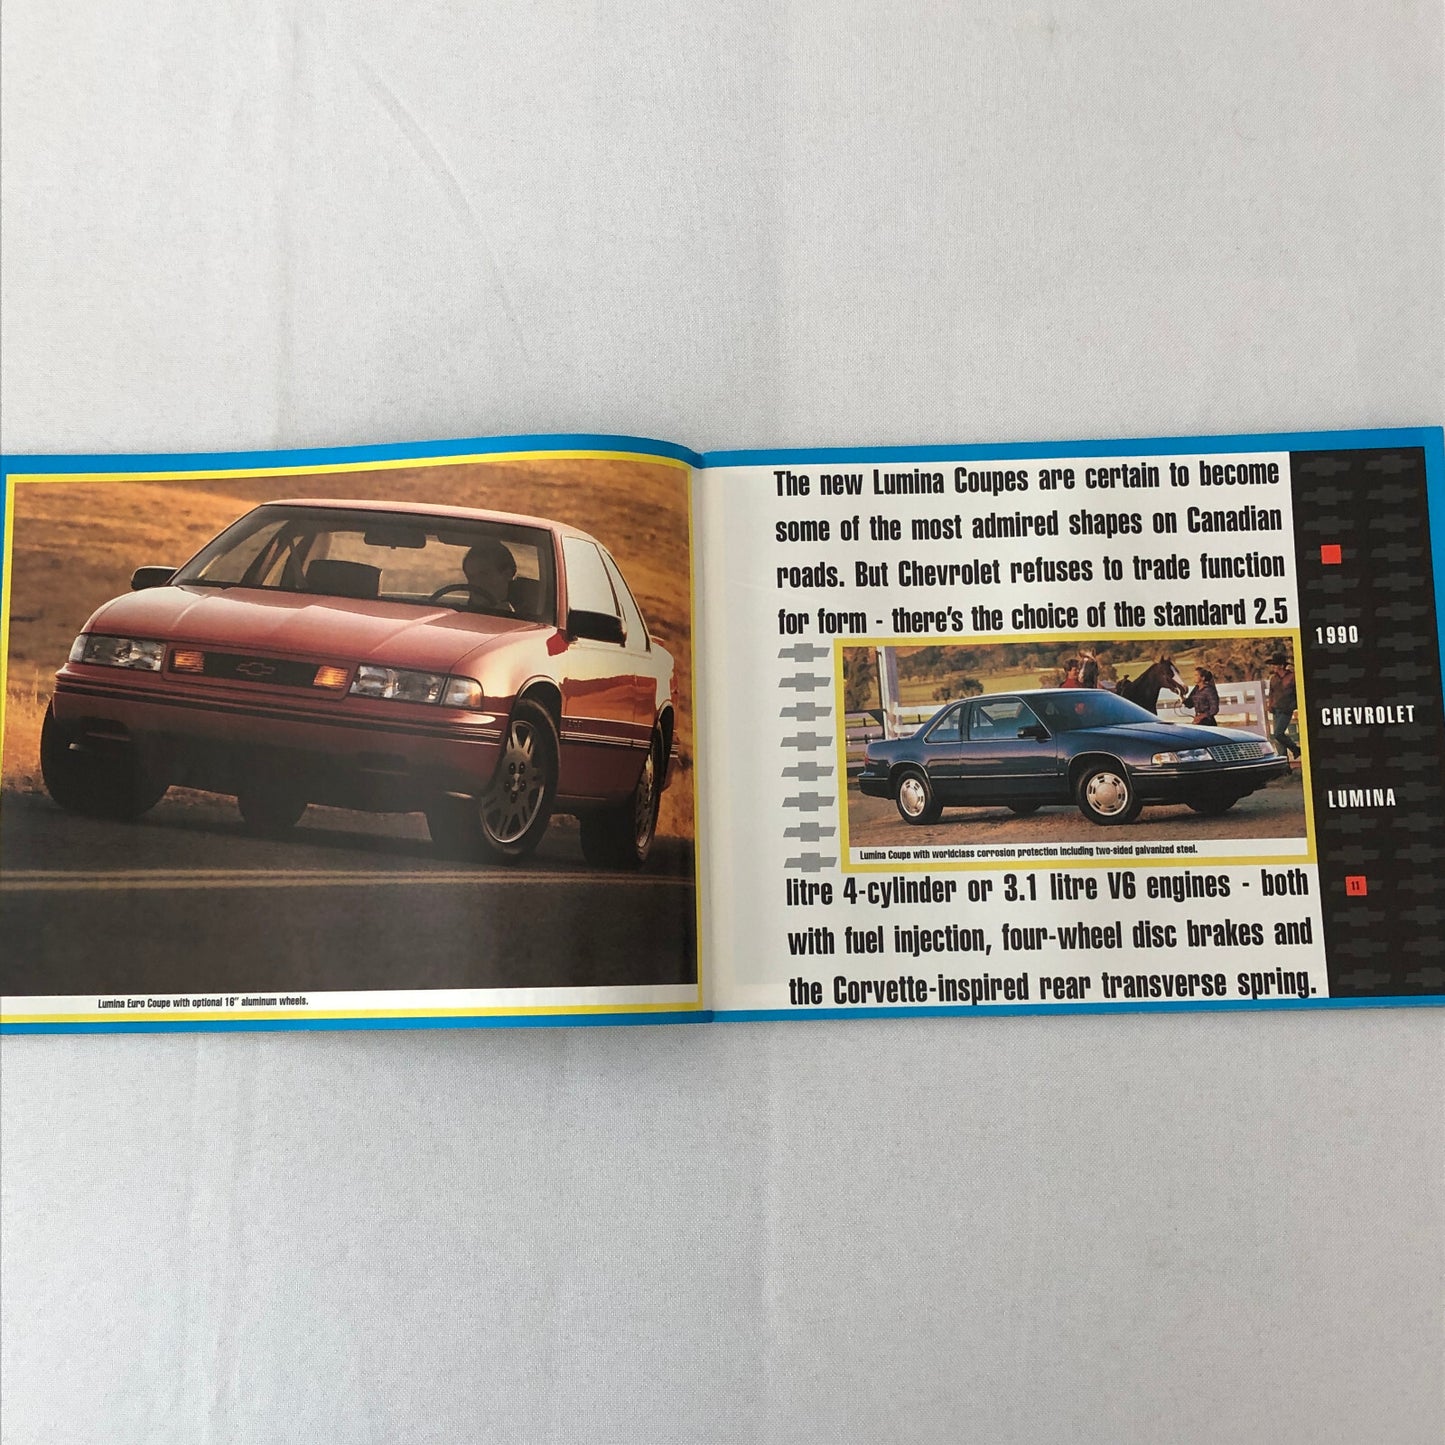 Lumina Euro Coupe with optional 16" aluminum wheels.
The new Lumina Coupes are certain to become
some of the most admired shapes on Canadian
roads. But Chevrolet refuses to trade function
for form - there's the choice of the standard 2.5
Lumina Coupe with worldclass corrosion protection including two-sided galvanized steel.
litre 4-cylinder or 3.1 litre V6 engines - both
with fuel injection, four-wheel disc brakes and
the Corvette-inspired rear transverse spring.
1990
CHEVROLET
LUMINA
11